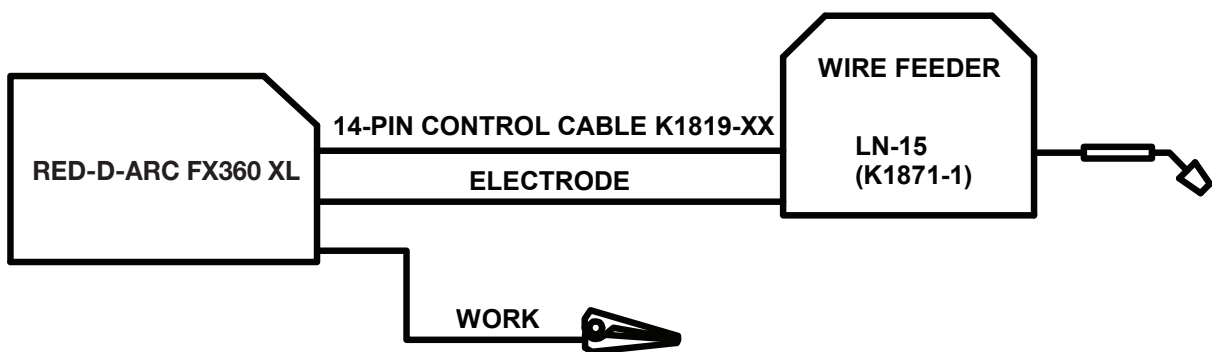 WIRE FEEDER
14-PIN CONTROL CABLE K1819-XX
RED-D-ARC FX360 XL
LN-15
(K1871-1)
ELECTRODE
WORK